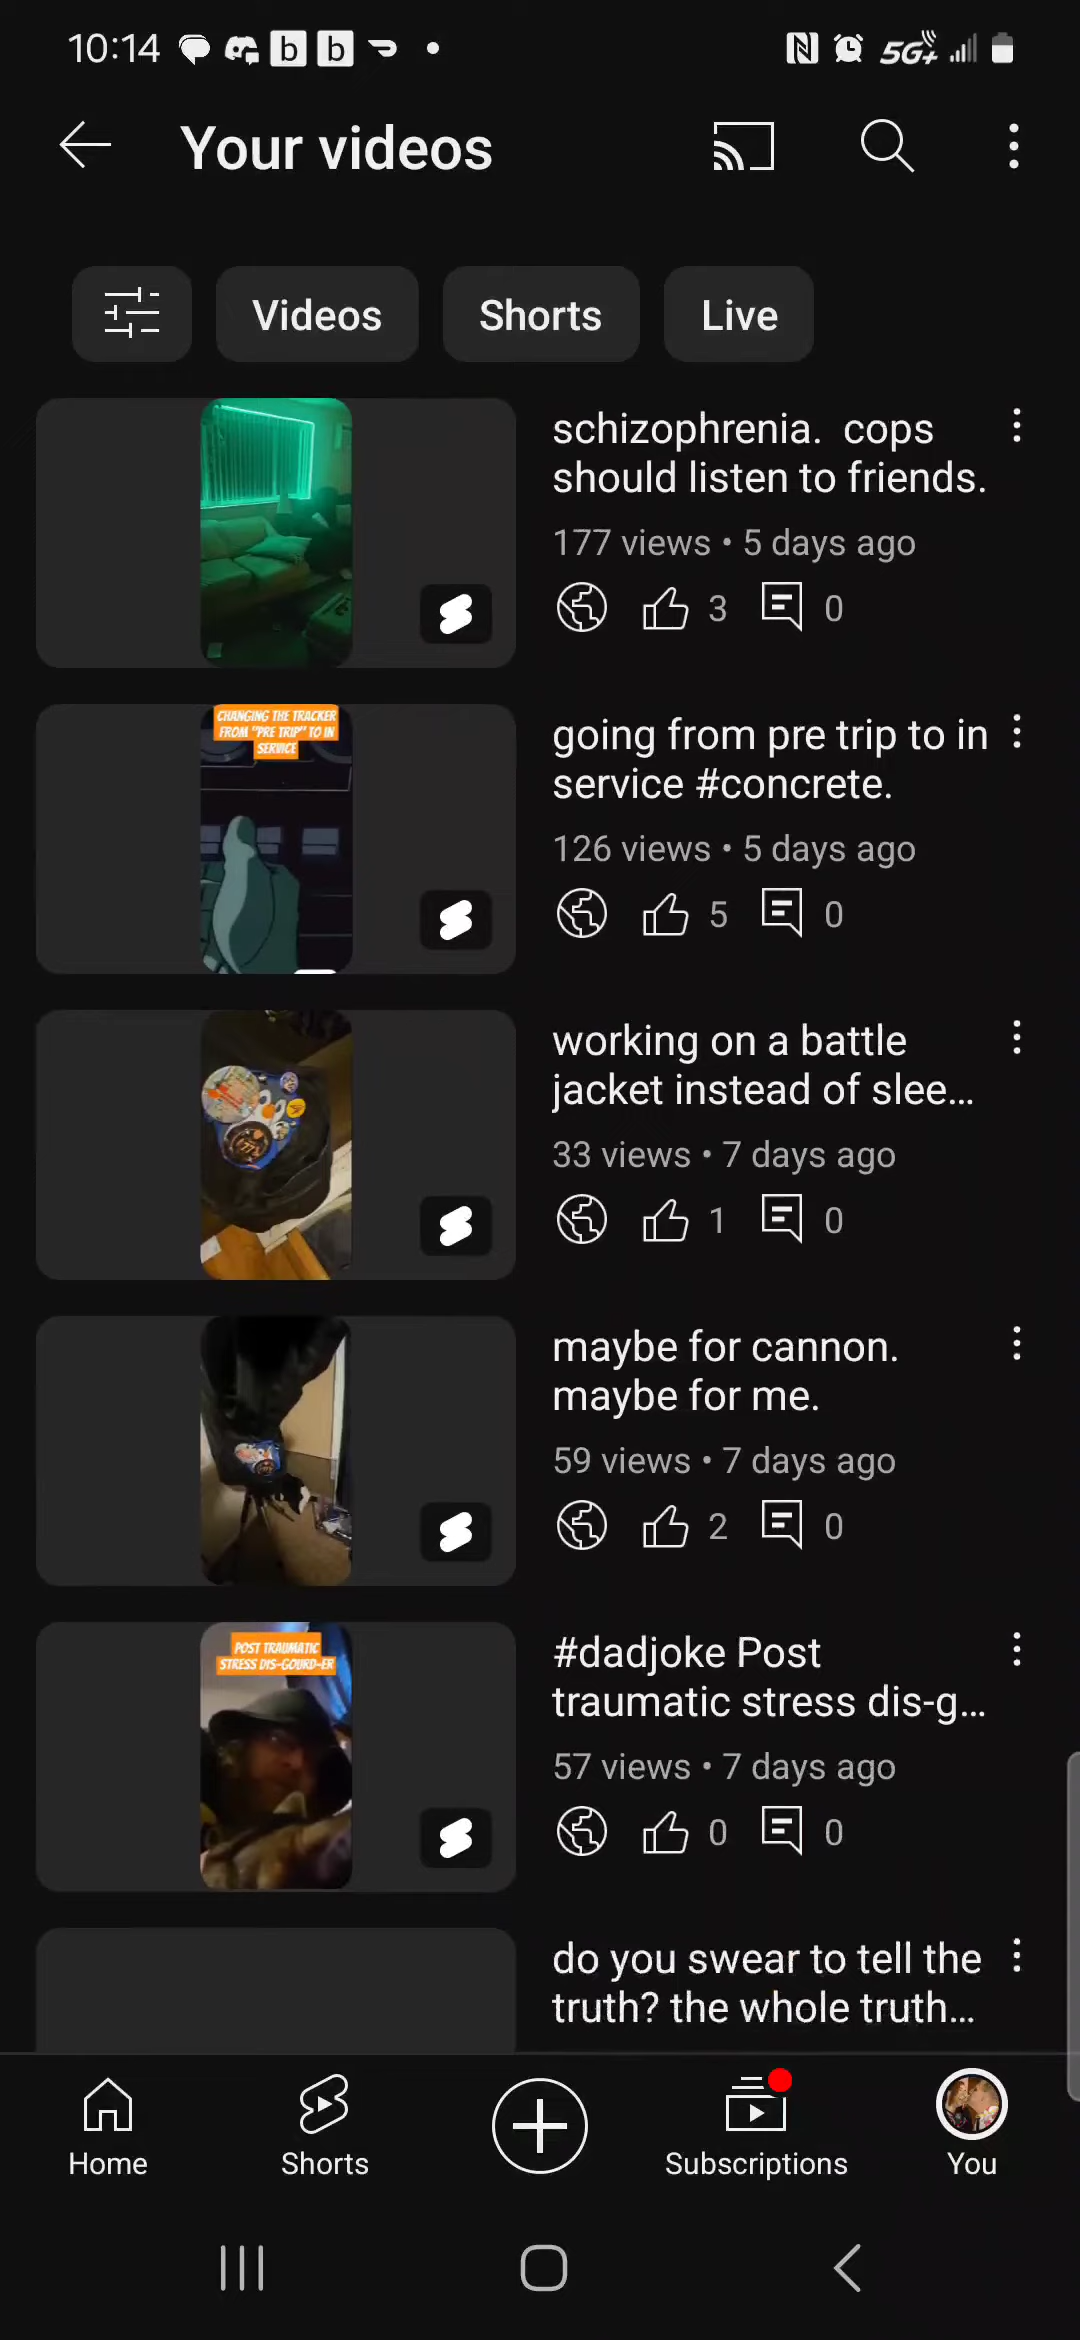 10:14
5G+
Your videos
Videos
Shorts
Live
schizophrenia.  cops
should listen to friends.
177 views • 5 days ago
3
0
CHANGING THE TRACKER
FROM "PRE TRIP" TO IN
SERVICE
going from pre trip to in
service #concrete.
126 views • 5 days ago
5
0
working on a battle
jacket instead of slee...
33 views • 7 days ago
1
0
maybe for cannon.
maybe for me.
59 views • 7 days ago
2
0
POST TRAUMATIC
STRESS DIS-GOURD-ER
#dadjoke Post
traumatic stress dis-g...
57 views • 7 days ago
0
0
do you swear to tell the
truth? the whole truth...
Home
Shorts
Subscriptions
You